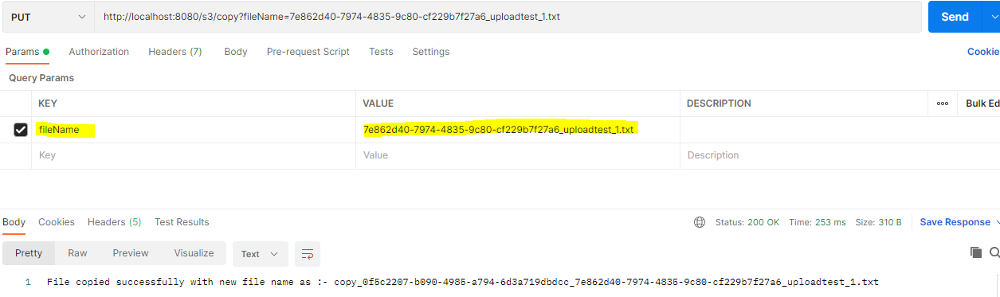 PUT http://localhost:8080/s3/copy?fileName=7e862d40-7974-4835-9c80-cf229b7f27a6_uploadtest_1.txt Send
Params Authorization Headers (7) Body Pre-request Script Tests Settings Cookie
Query Params
KEY VALUE DESCRIPTION Bulk Ed
fileName 7e862d40-7974-4835-9c80-cf229b7f27a6_uploadtest_1.txt
Key Value Description
Body Cookies Headers (5) Test Results Status: 200 OK Time: 253 ms Size: 310 B Save Response
Pretty Raw Preview Visualize Text
1 File copied successfully with new file name as :- copy_0f5c2207-b090-4985-a794-6d3a719dbdcc_7e862d40-7974-4835-9c80-cf229b7f27a6_uploadtest_1.txt